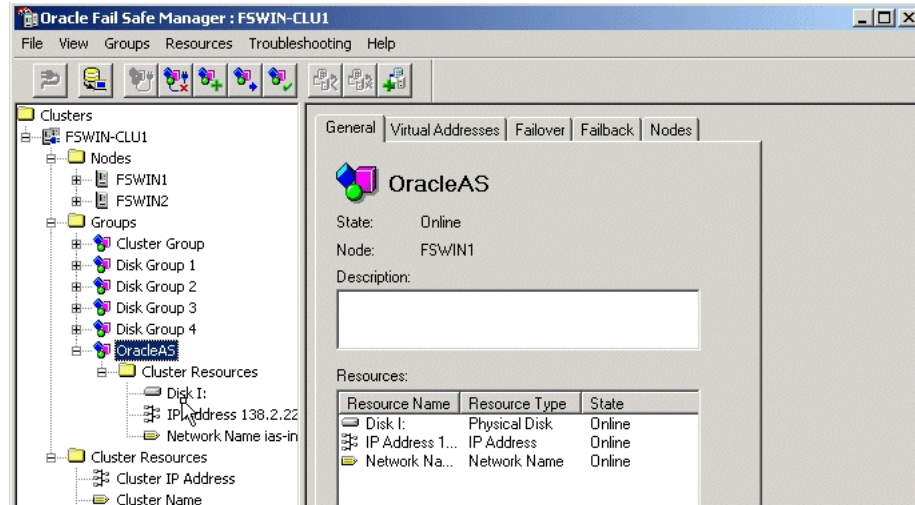 Oracle Fail Safe Manager : FSWIN-CLU1
File View Groups Resources Troubleshooting Help
Clusters
FSWIN-CLU1
Nodes
FSWIN1
FSWIN2
Groups
Cluster Group
Disk Group 1
Disk Group 2
Disk Group 3
Disk Group 4
OracleAS
Cluster Resources
Disk I:
IP Address 138.2.22
Network Name ias-in
Cluster Resources
Cluster IP Address
Cluster Name
General Virtual Addresses Failover Failback Nodes
OracleAS
State: Online
Node: FSWIN1
Description:
Resources:
Resource Name Resource Type State
Disk I: Physical Disk Online
IP Address 1... IP Address Online
Network Na... Network Name Online